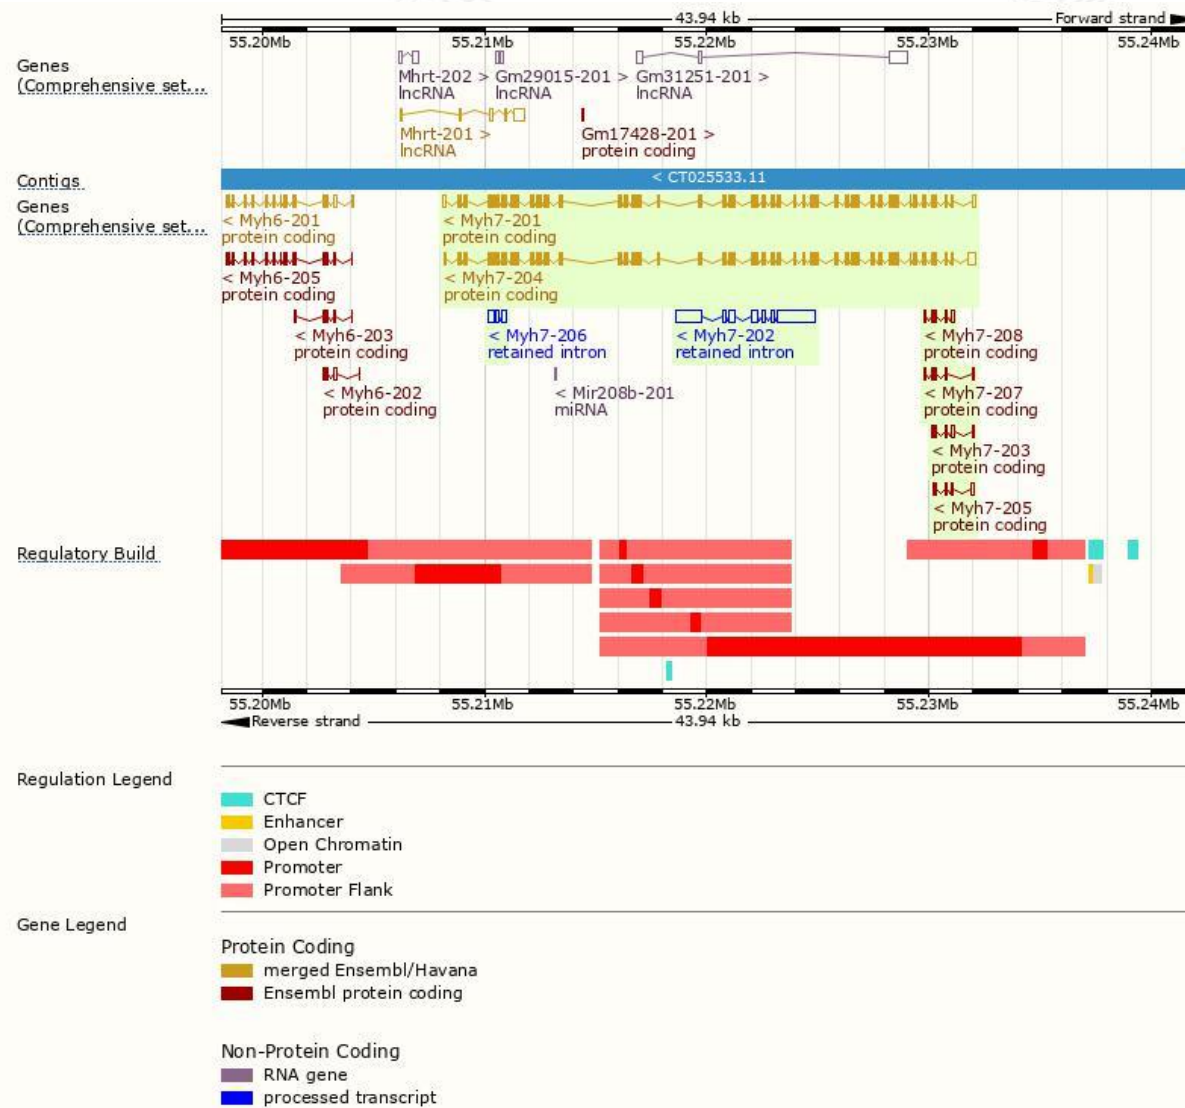 43.94 kb
Forward strand
55.20Mb 55.21Mb 55.22Mb 55.23Mb 55.24Mb
Genes
(Comprehensive set...
Mhrt-202 > Gm29015-201 > Gm31251-201 >
lncRNA lncRNA lncRNA
Mhrt-201 > Gm17428-201 >
lncRNA protein coding
Contigs
< CT025533.11
Genes
(Comprehensive set...
< Myh6-201 < Myh7-201
protein coding protein coding
< Myh6-205 < Myh7-204
protein coding protein coding
< Myh6-203 < Myh7-206 < Myh7-202 < Myh7-208
protein coding retained intron retained intron protein coding
< Myh6-202 < Mir208b-201 < Myh7-207
protein coding miRNA protein coding
< Myh7-203
protein coding
< Myh7-205
protein coding
Regulatory Build
55.20Mb 55.21Mb 55.22Mb 55.23Mb 55.24Mb
Reverse strand 43.94 kb
Regulation Legend
CTCF
Enhancer
Open Chromatin
Promoter
Promoter Flank
Gene Legend
Protein Coding
merged Ensembl/Havana
Ensembl protein coding
Non-Protein Coding
RNA gene
processed transcript